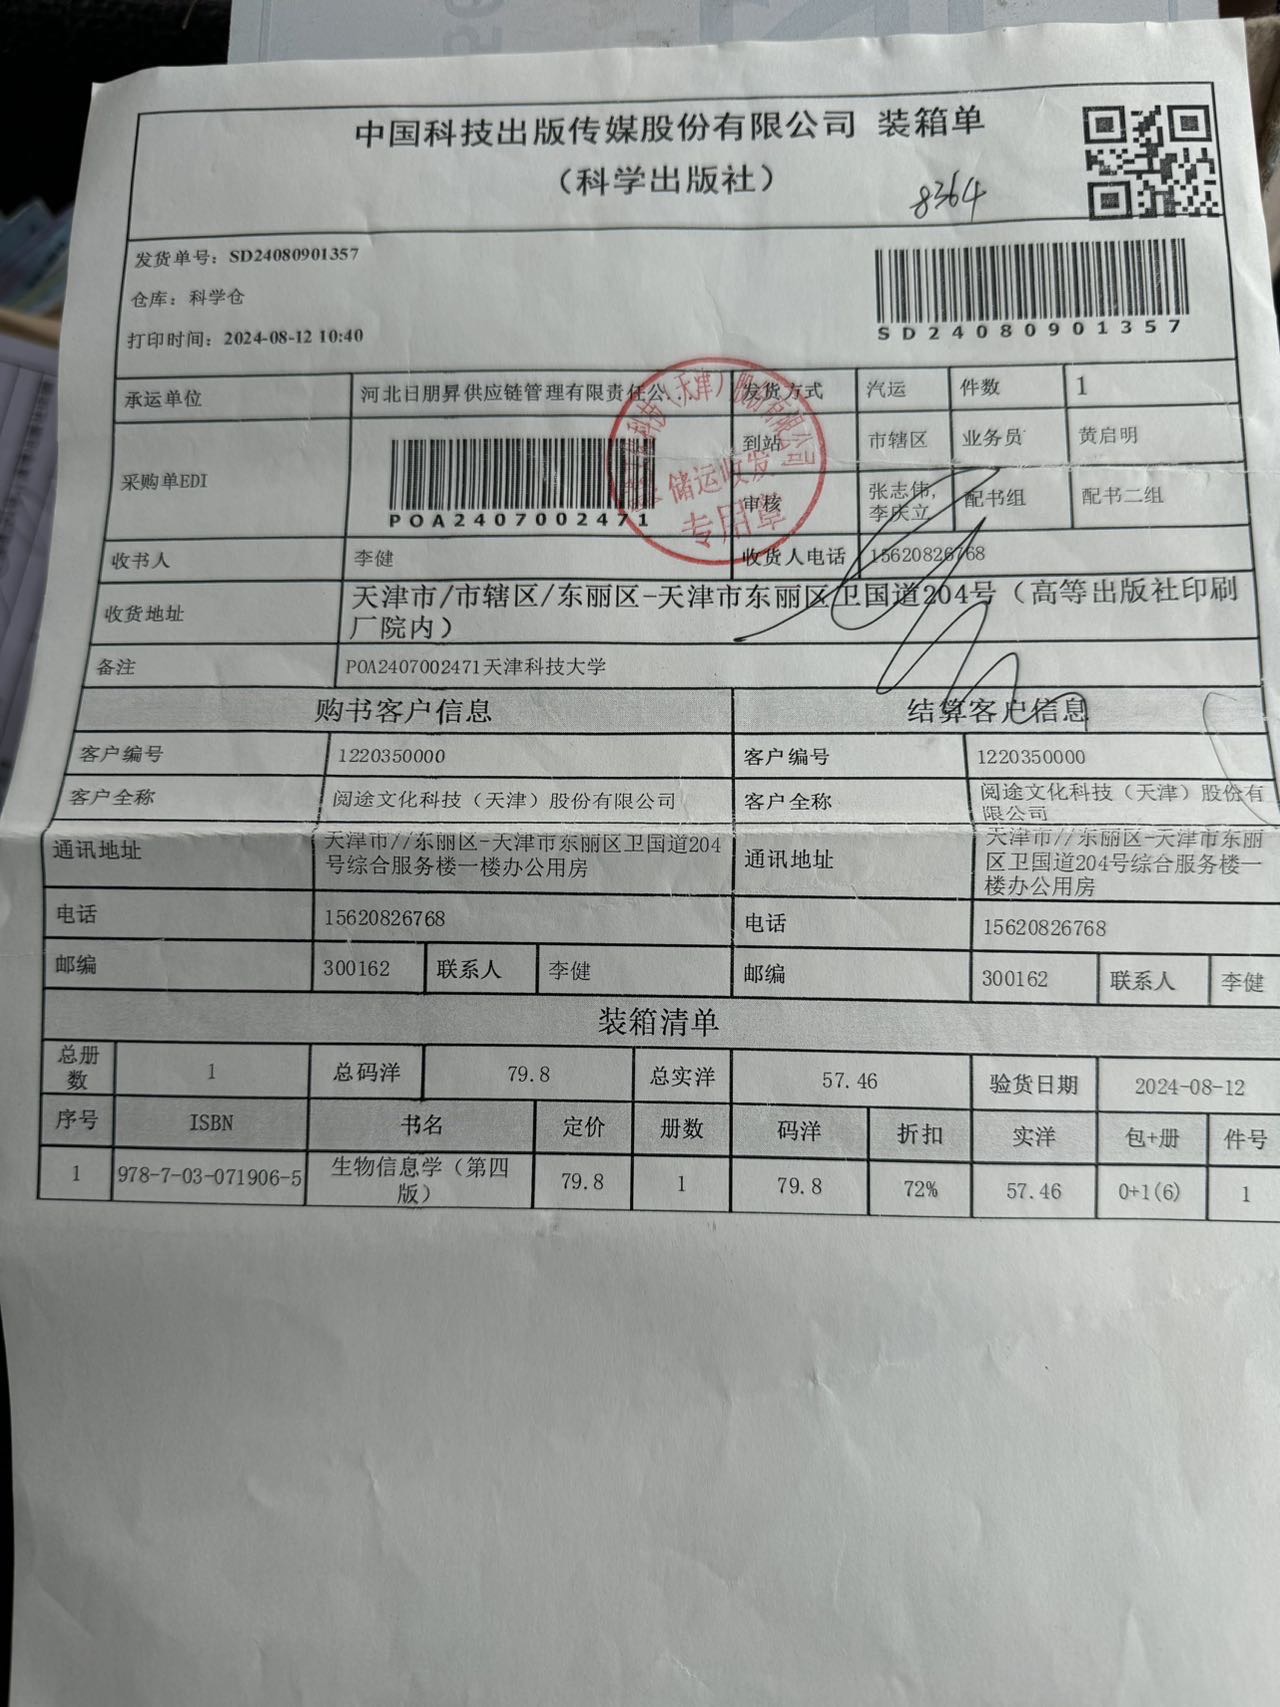 中国科技出版传媒股份有限公司 装箱单
（科学出版社）
8364
发货单号：SD24080901357
仓库：科学仓
打印时间：2024-08-12 10:40
SD24080901357
承运单位 河北日朋昇供应链管理有限责任公.. 发货方式 汽运 件数 1
采购单EDI POA2407002471 到站 市辖区 业务员 黄启明
审核 张志伟,李庆立 配书组 配书二组
储运收发
专用章
收书人 李健 收货人电话 15620826768
收货地址 天津市/市辖区/东丽区-天津市东丽区卫国道204号（高等出版社印刷
厂院内）
备注 POA2407002471天津科技大学
购书客户信息 结算客户信息
客户编号 1220350000 客户编号 1220350000
客户全称 阅途文化科技（天津）股份有限公司 客户全称 阅途文化科技（天津）股份有限公司
通讯地址 天津市//东丽区-天津市东丽区卫国道204号综合服务楼一楼办公用房 通讯地址 天津市//东丽区-天津市东丽区卫国道204号综合服务楼一楼办公用房
电话 15620826768 电话 15620826768
邮编 300162 联系人 李健 邮编 300162 联系人 李健
装箱清单
总册数 1 总码洋 79.8 总实洋 57.46 验货日期 2024-08-12
序号 ISBN 书名 定价 册数 码洋 折扣 实洋 包+册 件号
1 978-7-03-071906-5 生物信息学（第四版） 79.8 1 79.8 72% 57.46 0+1(6) 1